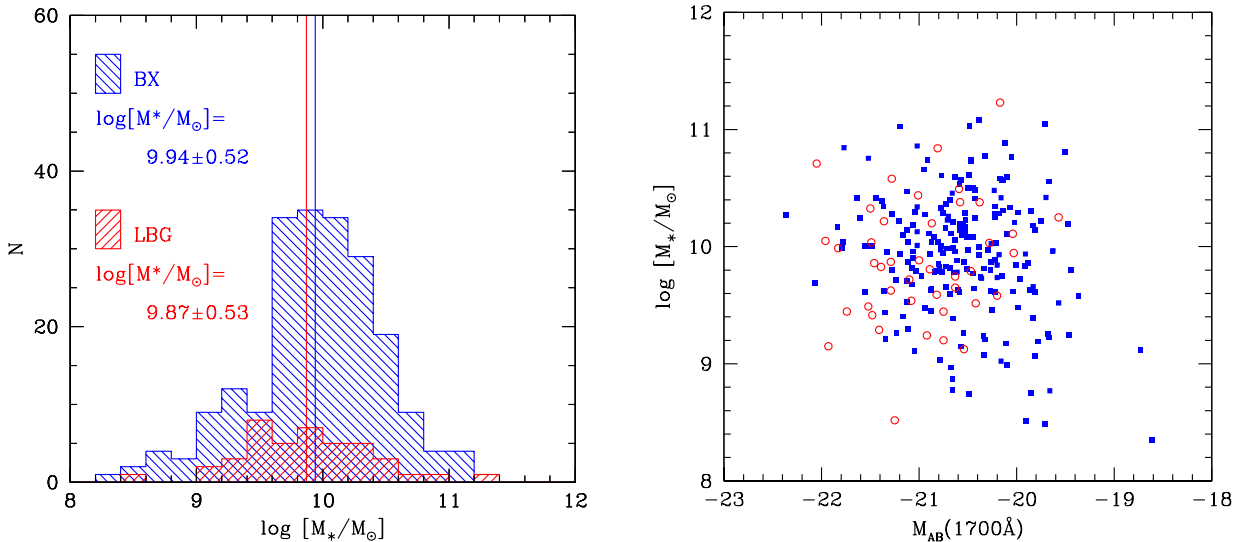 60
40
20
0
N
BX
log[M*/M⊙]=
9.94±0.52
LBG
log[M*/M⊙]=
9.87±0.53
8 9 10 11 12
log [M*/M⊙]
12
11
10
9
8
log [M*/M⊙]
−23 −22 −21 −20 −19 −18
M_AB(1700Å)